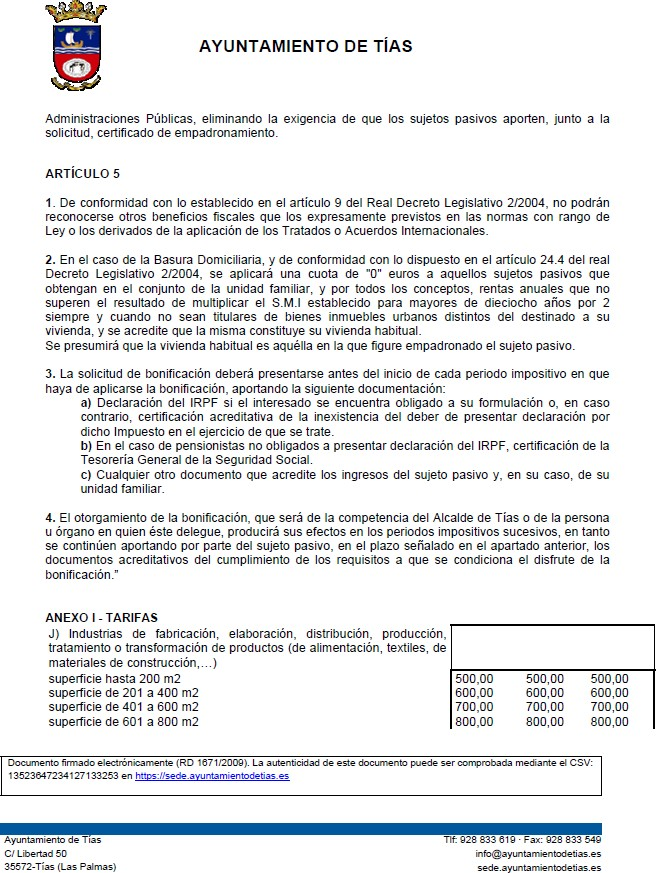 AYUNTAMIENTO DE TÍAS
Administraciones Públicas, eliminando la exigencia de que los sujetos pasivos aporten, junto a la
solicitud, certificado de empadronamiento.
ARTÍCULO 5
1. De conformidad con lo establecido en el artículo 9 del Real Decreto Legislativo 2/2004, no podrán
reconocerse otros beneficios fiscales que los expresamente previstos en las normas con rango de
Ley o los derivados de la aplicación de los Tratados o Acuerdos Internacionales.
2. En el caso de la Basura Domiciliaria, y de conformidad con lo dispuesto en el artículo 24.4 del real
Decreto Legislativo 2/2004, se aplicará una cuota de "0" euros a aquellos sujetos pasivos que
obtengan en el conjunto de la unidad familiar, y por todos los conceptos, rentas anuales que no
superen el resultado de multiplicar el S.M.I establecido para mayores de dieciocho años por 2
siempre y cuando no sean titulares de bienes inmuebles urbanos distintos del destinado a su
vivienda, y se acredite que la misma constituye su vivienda habitual.
Se presumirá que la vivienda habitual es aquélla en la que figure empadronado el sujeto pasivo.
3. La solicitud de bonificación deberá presentarse antes del inicio de cada periodo impositivo en que
haya de aplicarse la bonificación, aportando la siguiente documentación:
a) Declaración del IRPF si el interesado se encuentra obligado a su formulación o, en caso
contrario, certificación acreditativa de la inexistencia del deber de presentar declaración por
dicho Impuesto en el ejercicio de que se trate.
b) En el caso de pensionistas no obligados a presentar declaración del IRPF, certificación de la
Tesorería General de la Seguridad Social.
c) Cualquier otro documento que acredite los ingresos del sujeto pasivo y, en su caso, de su
unidad familiar.
4. El otorgamiento de la bonificación, que será de la competencia del Alcalde de Tías o de la persona
u órgano en quien éste delegue, producirá sus efectos en los periodos impositivos sucesivos, en tanto
se continúen aportando por parte del sujeto pasivo, en el plazo señalado en el apartado anterior, los
documentos acreditativos del cumplimiento de los requisitos a que se condiciona el disfrute de la
bonificación.”
ANEXO I - TARIFAS
J) Industrias de fabricación, elaboración, distribución, producción,
tratamiento o transformación de productos (de alimentación, textiles, de
materiales de construcción,…)
superficie hasta 200 m2 500,00 500,00 500,00
superficie de 201 a 400 m2 600,00 600,00 600,00
superficie de 401 a 600 m2 700,00 700,00 700,00
superficie de 601 a 800 m2 800,00 800,00 800,00
Documento firmado electrónicamente (RD 1671/2009). La autenticidad de este documento puede ser comprobada mediante el CSV:
13523647234127133253 en https://sede.ayuntamientodetias.es
Ayuntamiento de Tías Tlf: 928 833 619 · Fax: 928 833 549
C/ Libertad 50 info@ayuntamientodetias.es
35572-Tías (Las Palmas) sede.ayuntamientodetias.es